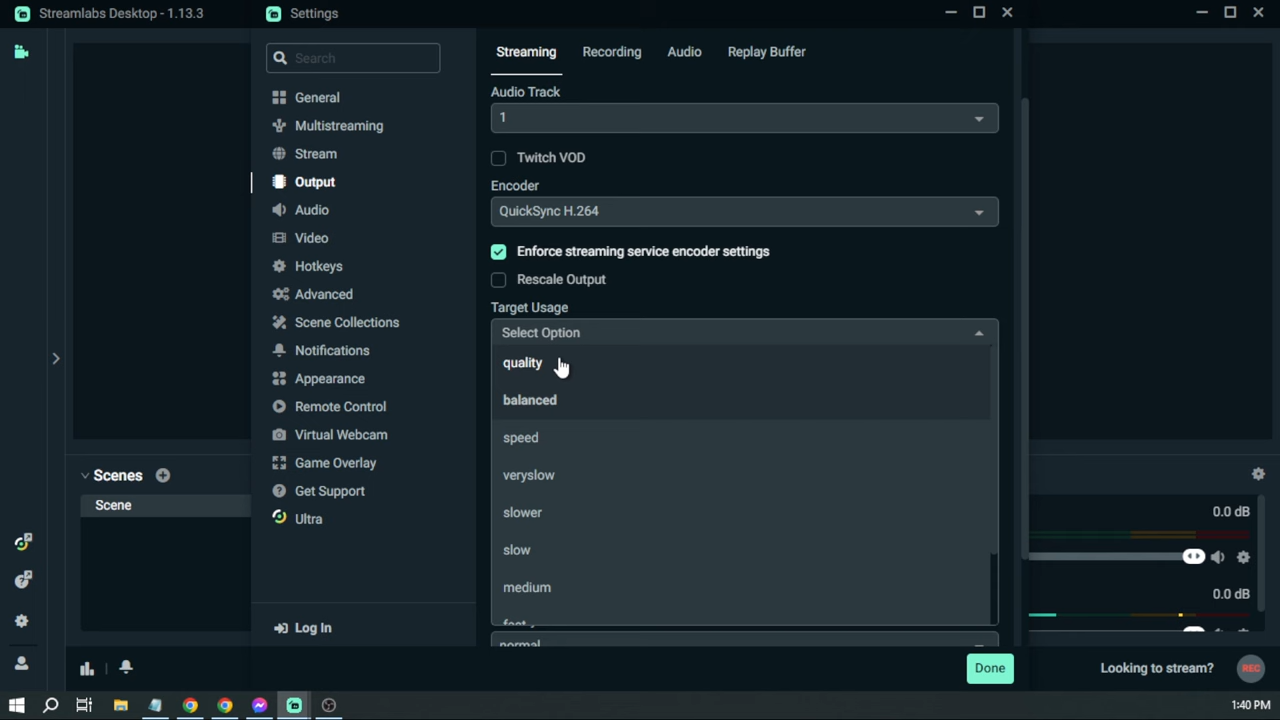 Streamlabs Desktop - 1.13.3
Settings
Search
General
Multistreaming
Stream
Output
Audio
Video
Hotkeys
Advanced
Scene Collections
Notifications
Appearance
Remote Control
Virtual Webcam
Game Overlay
Get Support
Ultra
Log In
Streaming Recording Audio Replay Buffer
Audio Track
1
Twitch VOD
Encoder
QuickSync H.264
Enforce streaming service encoder settings
Rescale Output
Target Usage
Select Option
quality
balanced
speed
veryslow
slower
slow
medium
normal
Done
Scenes
Scene
0.0 dB
0.0 dB
Looking to stream? REC
1:40 PM